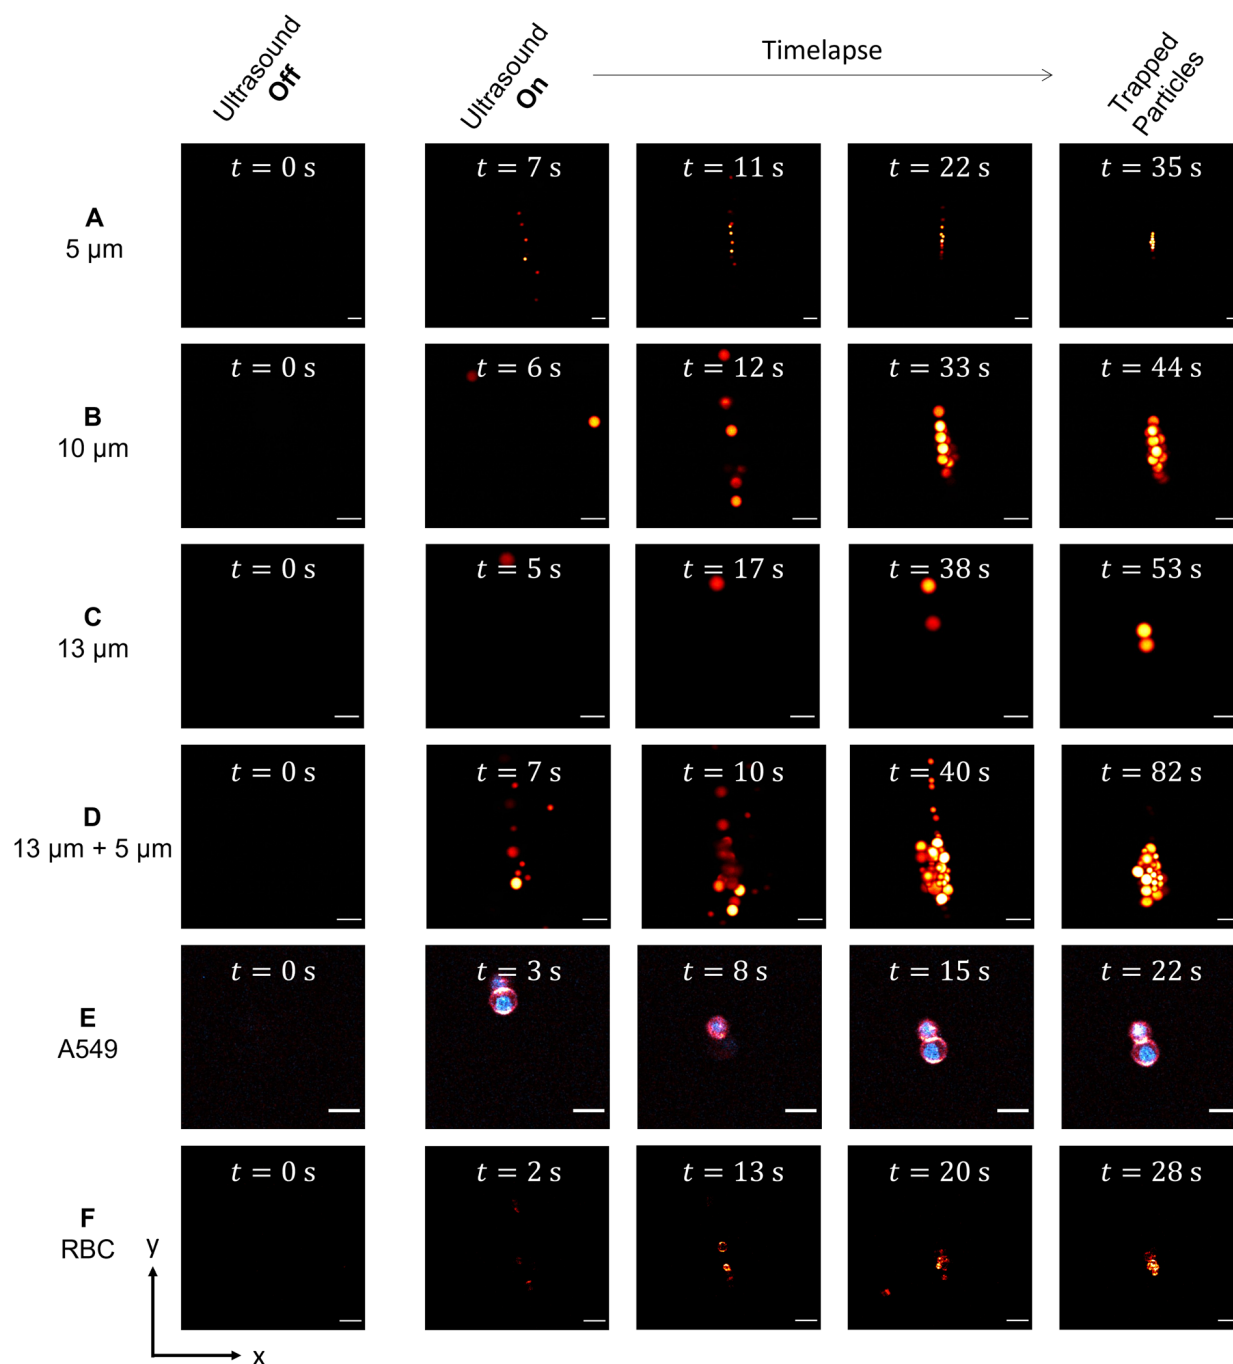 Ultrasound
Off
Ultrasound
On
Timelapse
Trapped
Particles
A
5 µm
t = 0 s
t = 7 s
t = 11 s
t = 22 s
t = 35 s
B
10 µm
t = 0 s
t = 6 s
t = 12 s
t = 33 s
t = 44 s
C
13 µm
t = 0 s
t = 5 s
t = 17 s
t = 38 s
t = 53 s
D
13 µm + 5 µm
t = 0 s
t = 7 s
t = 10 s
t = 40 s
t = 82 s
E
A549
t = 0 s
t = 3 s
t = 8 s
t = 15 s
t = 22 s
F
RBC
t = 0 s
t = 2 s
t = 13 s
t = 20 s
t = 28 s
y
x